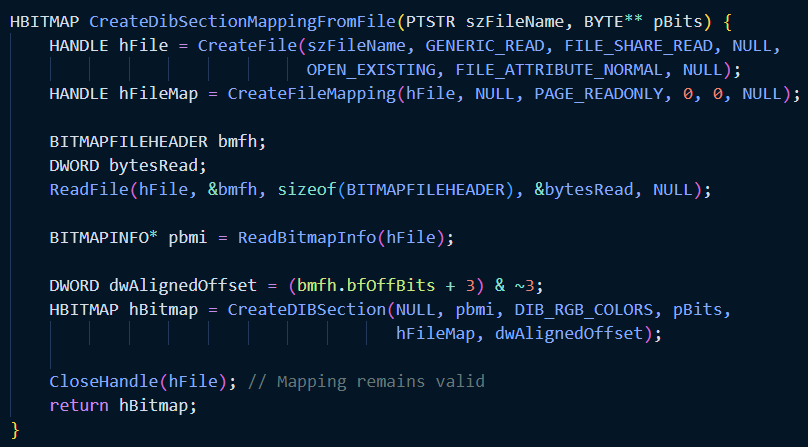 HBITMAP CreateDibSectionMappingFromFile(PTSTR szFileName, BYTE** pBits) {
    HANDLE hFile = CreateFile(szFileName, GENERIC_READ, FILE_SHARE_READ, NULL,
                              OPEN_EXISTING, FILE_ATTRIBUTE_NORMAL, NULL);
    HANDLE hFileMap = CreateFileMapping(hFile, NULL, PAGE_READONLY, 0, 0, NULL);

    BITMAPFILEHEADER bmfh;
    DWORD bytesRead;
    ReadFile(hFile, &bmfh, sizeof(BITMAPFILEHEADER), &bytesRead, NULL);

    BITMAPINFO* pbmi = ReadBitmapInfo(hFile);

    DWORD dwAlignedOffset = (bmfh.bfOffBits + 3) & ~3;
    HBITMAP hBitmap = CreateDIBSection(NULL, pbmi, DIB_RGB_COLORS, pBits,
                                       hFileMap, dwAlignedOffset);

    CloseHandle(hFile); // Mapping remains valid
    return hBitmap;
}